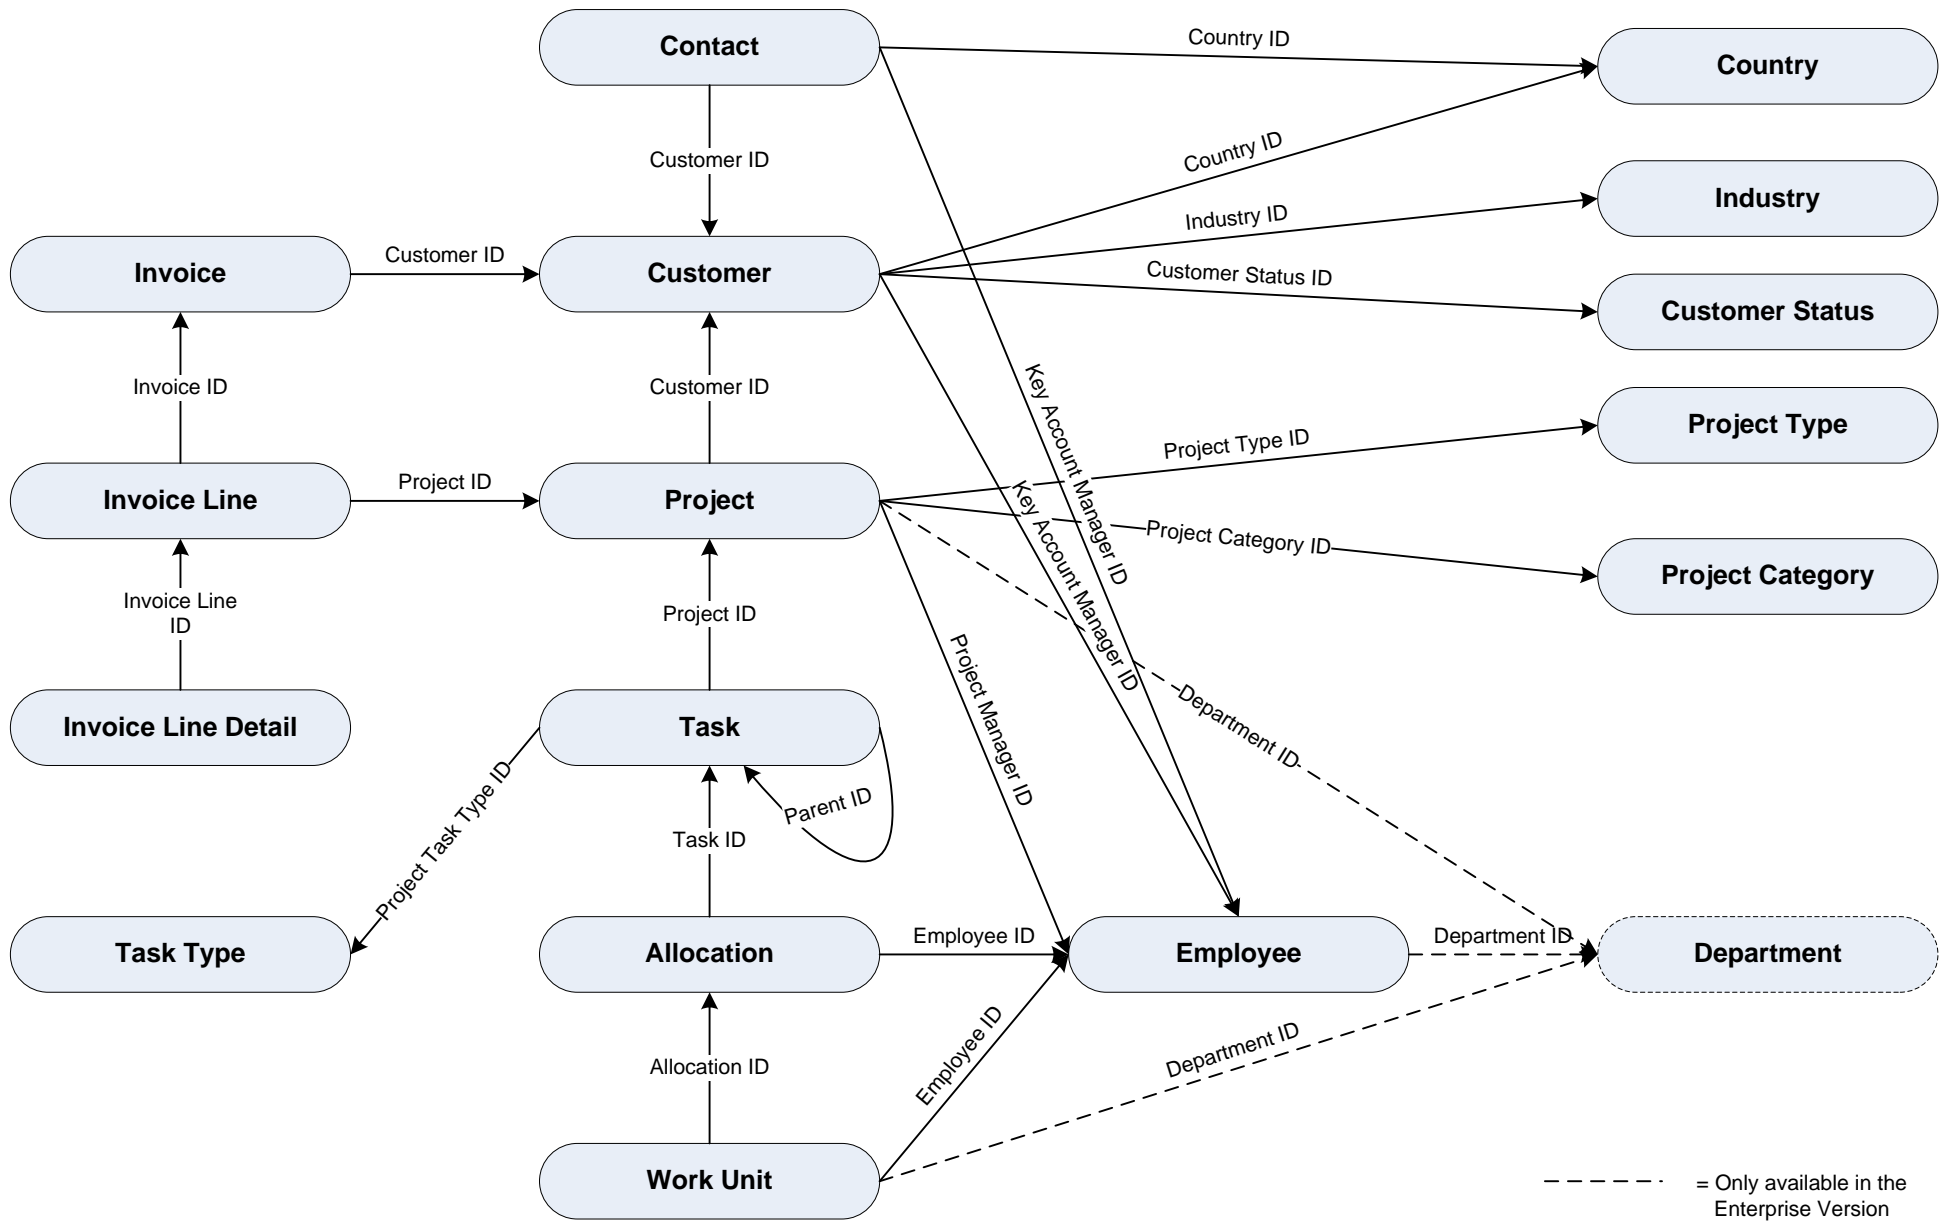 Contact
Country ID
Country
Customer ID
Country ID
Industry ID
Industry
Invoice
Customer ID
Customer
Customer Status ID
Customer Status
Invoice ID
Customer ID
Key Account Manager ID
Project Type ID
Project Type
Invoice Line
Project ID
Project
Key Account Manager ID
Project Category ID
Project Category
Invoice Line
ID
Project ID
Project Manager ID
Department ID
Invoice Line Detail
Task
Project Task Type ID
Parent ID
Task ID
Task Type
Allocation
Employee ID
Employee
Department ID
Department
Allocation ID
Employee ID
Department ID
Work Unit
= Only available in the
Enterprise Version